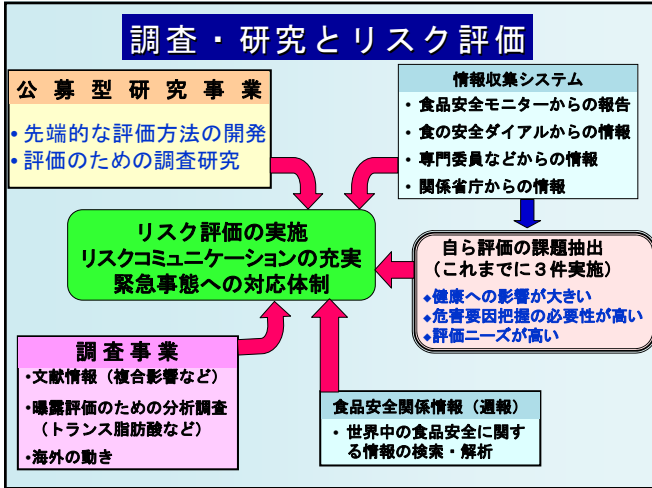 調査・研究とリスク評価
公募型研究事業
• 先端的な評価方法の開発
• 評価のための調査研究
情報収集システム
• 食品安全モニターからの報告
• 食の安全ダイアルからの情報
• 専門委員などからの情報
• 関係省庁からの情報
リスク評価の実施
リスクコミュニケーションの充実
緊急事態への対応体制
自ら評価の課題抽出
(これまでに３件実施)
◆健康への影響が大きい
◆危害要因把握の必要性が高い
◆評価ニーズが高い
調査事業
•文献情報（複合影響など）
•曝露評価のための分析調査
（トランス脂肪酸など）
•海外の動き
食品安全関係情報（週報）
• 世界中の食品安全に関す
る情報の検索・解析